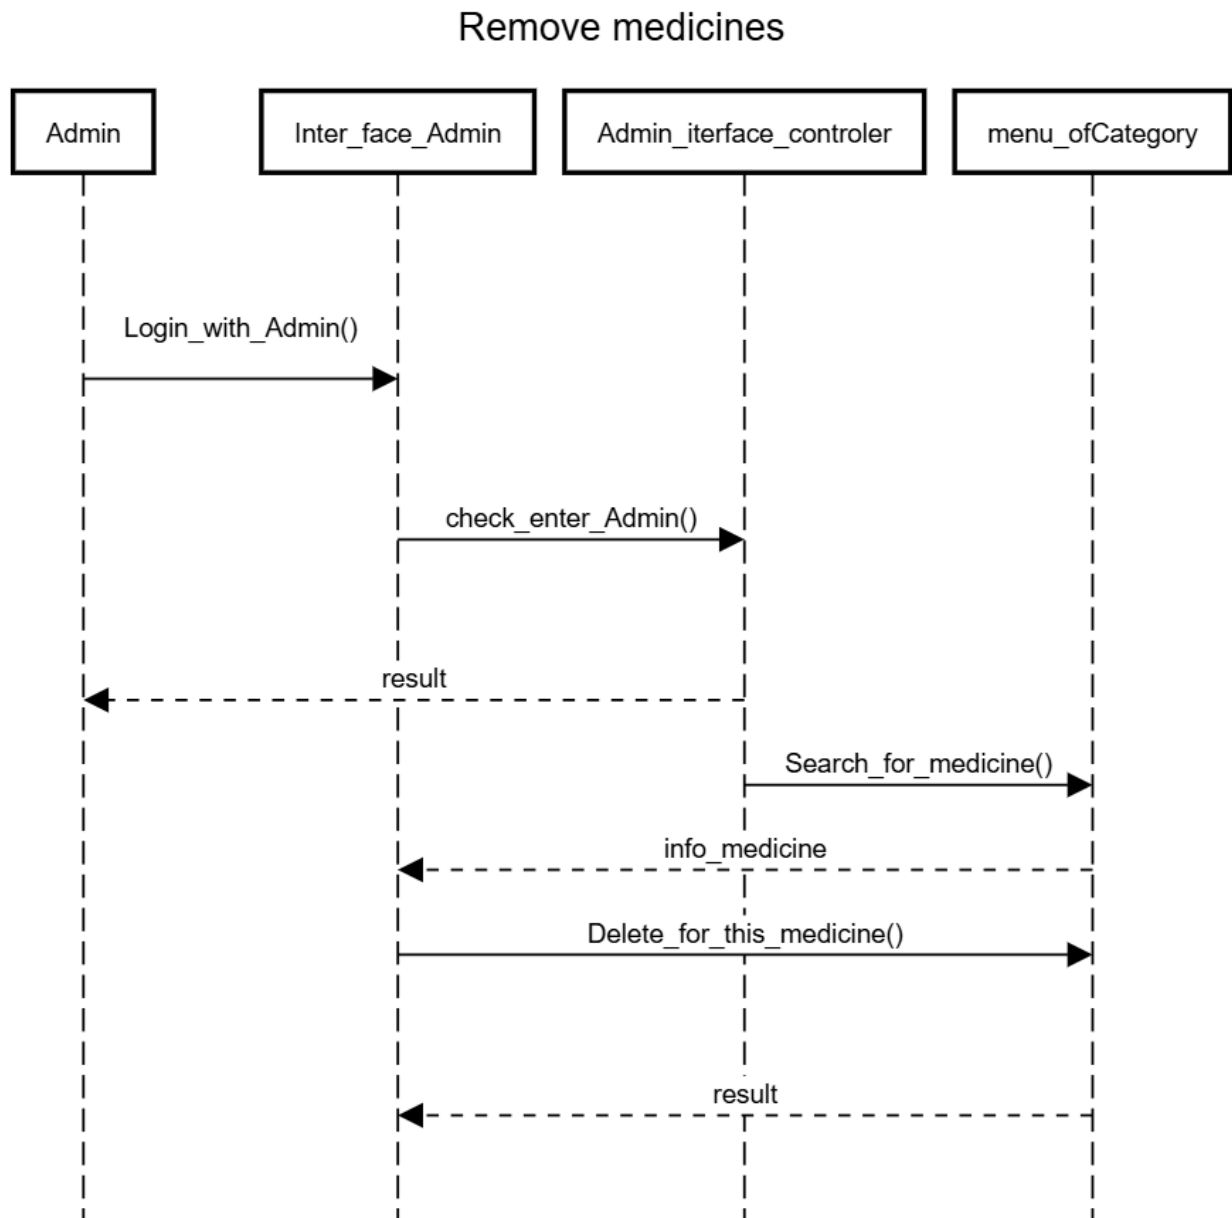 Remove medicines
Admin
Inter_face_Admin
Admin_iterface_controler
menu_ofCategory
Login_with_Admin()
check_enter_Admin()
result
Search_for_medicine()
info_medicine
Delete_for_this_medicine()
result